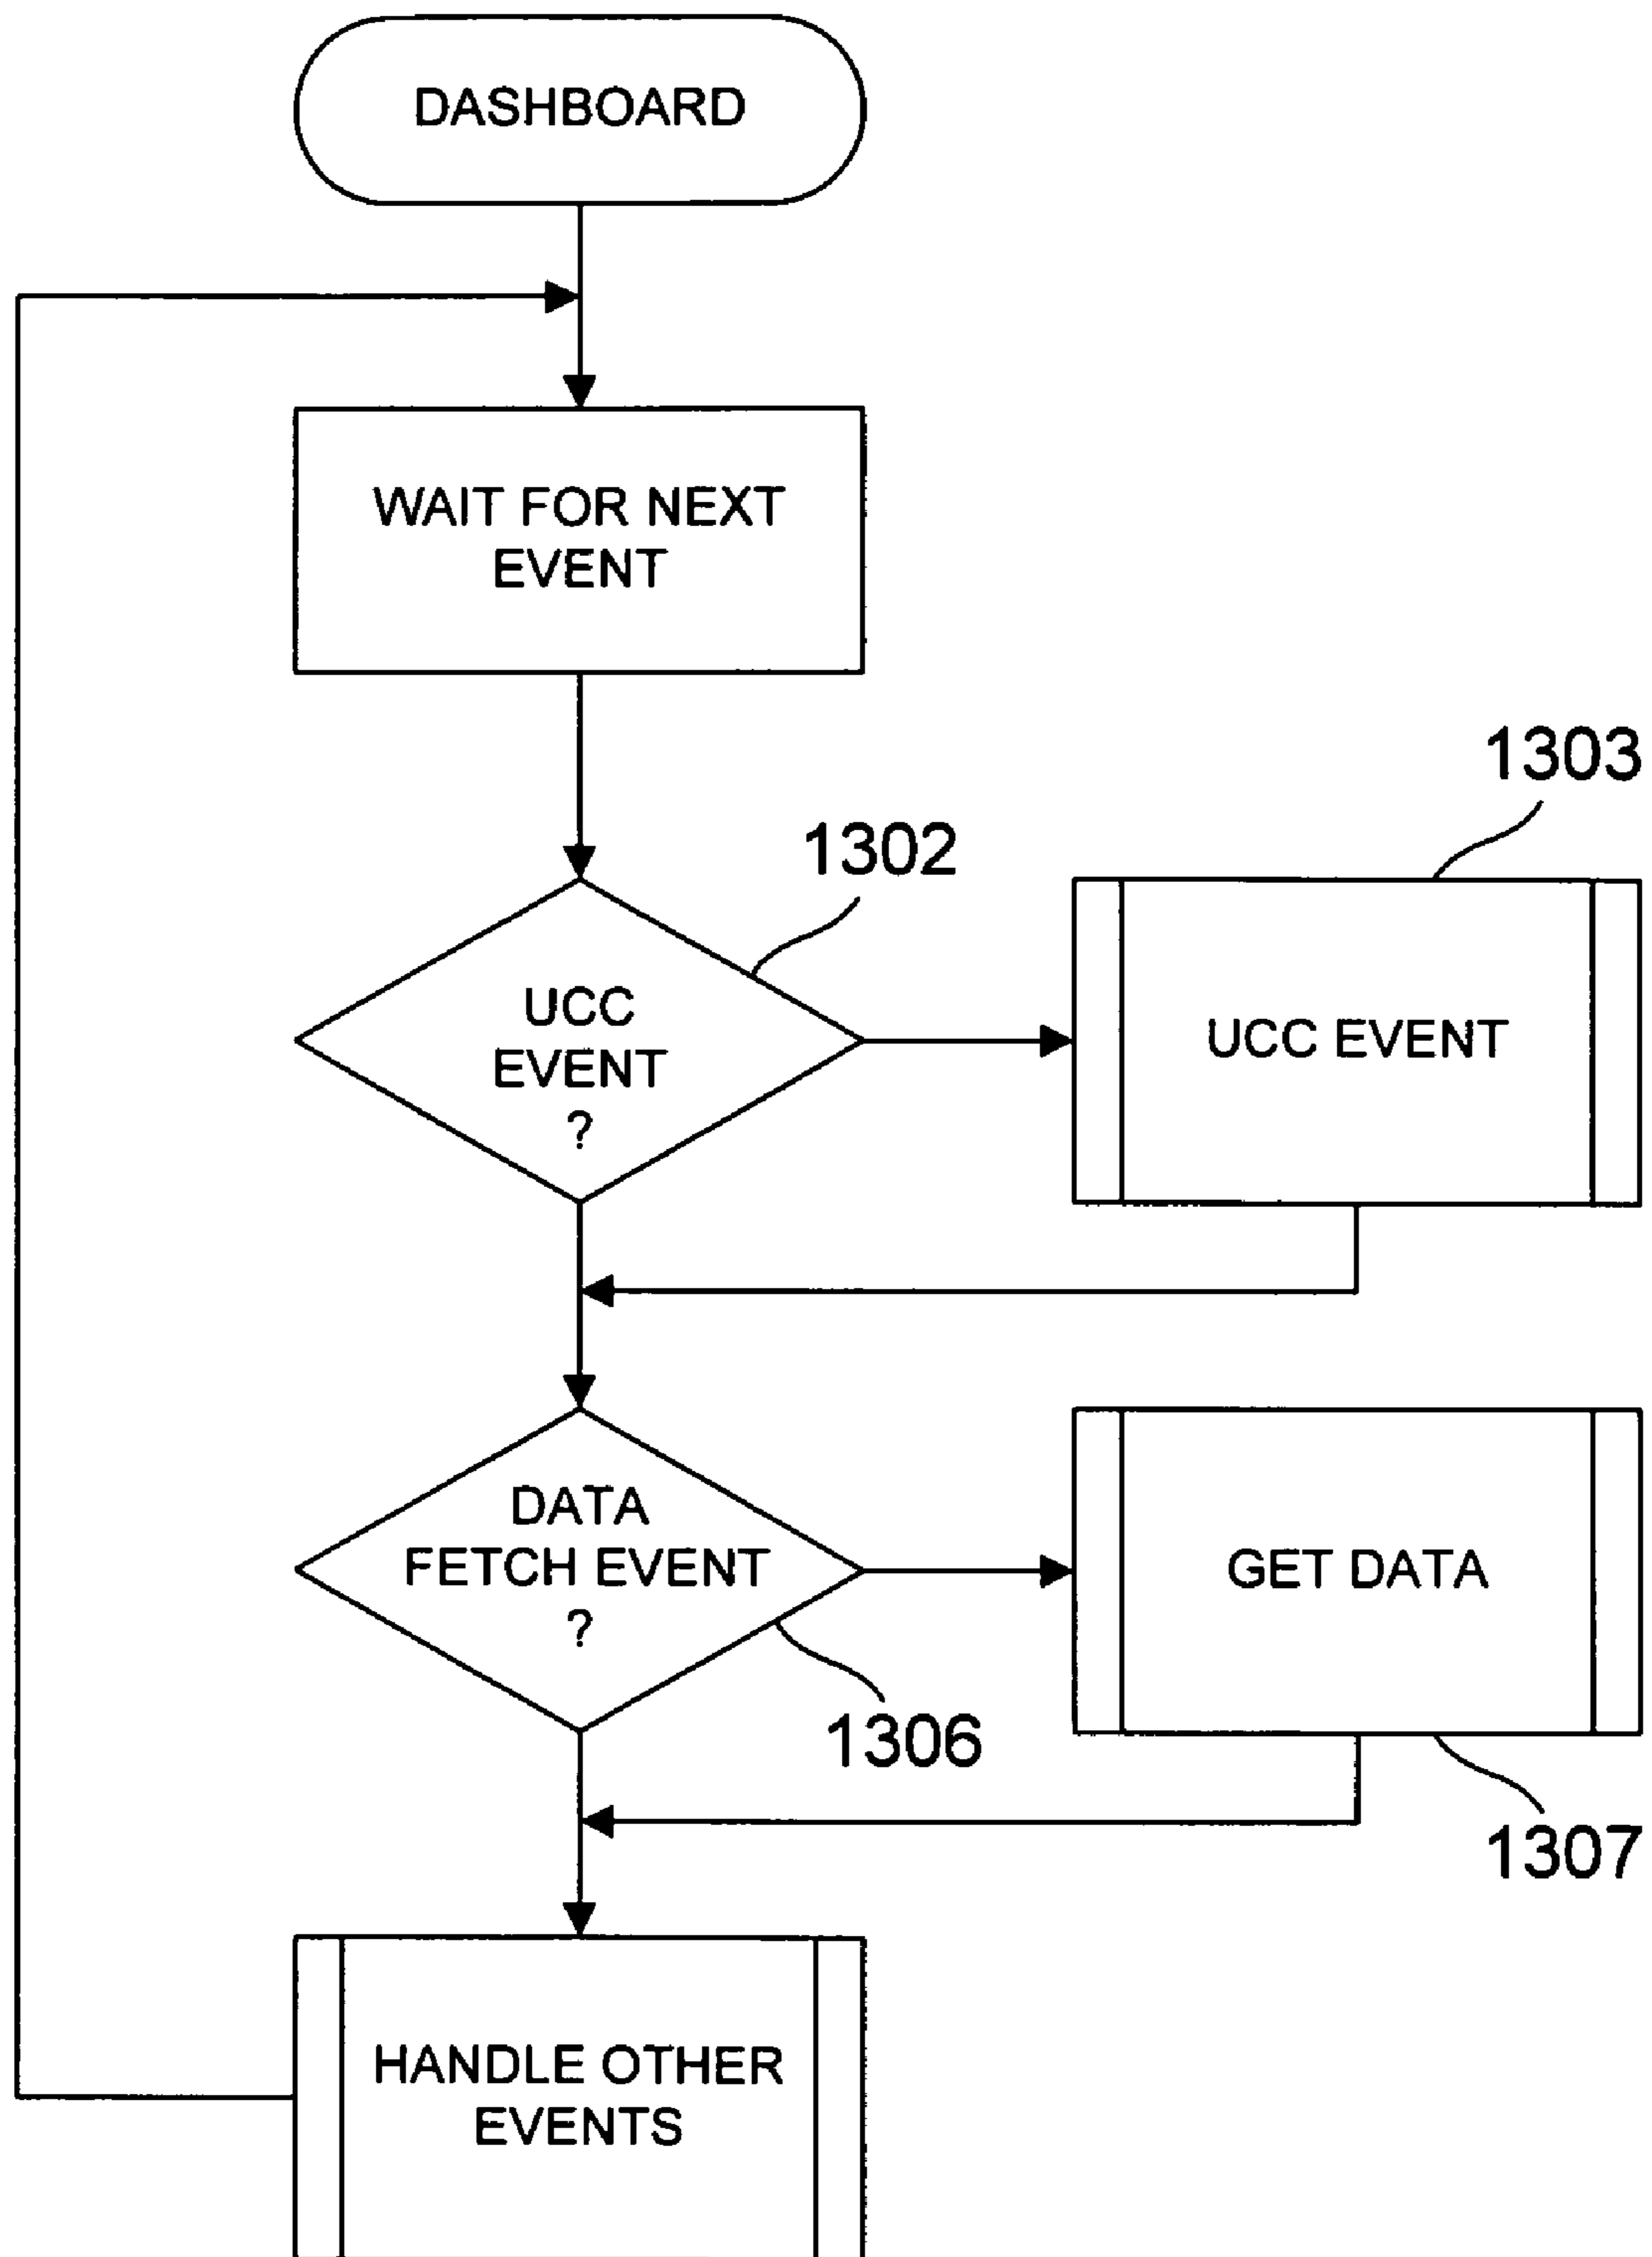 DASHBOARD
WAIT FOR NEXT
EVENT
1303
1302
UCC
EVENT
?
UCC EVENT
DATA
FETCH EVENT
?
GET DATA
1306
1307
HANDLE OTHER
EVENTS